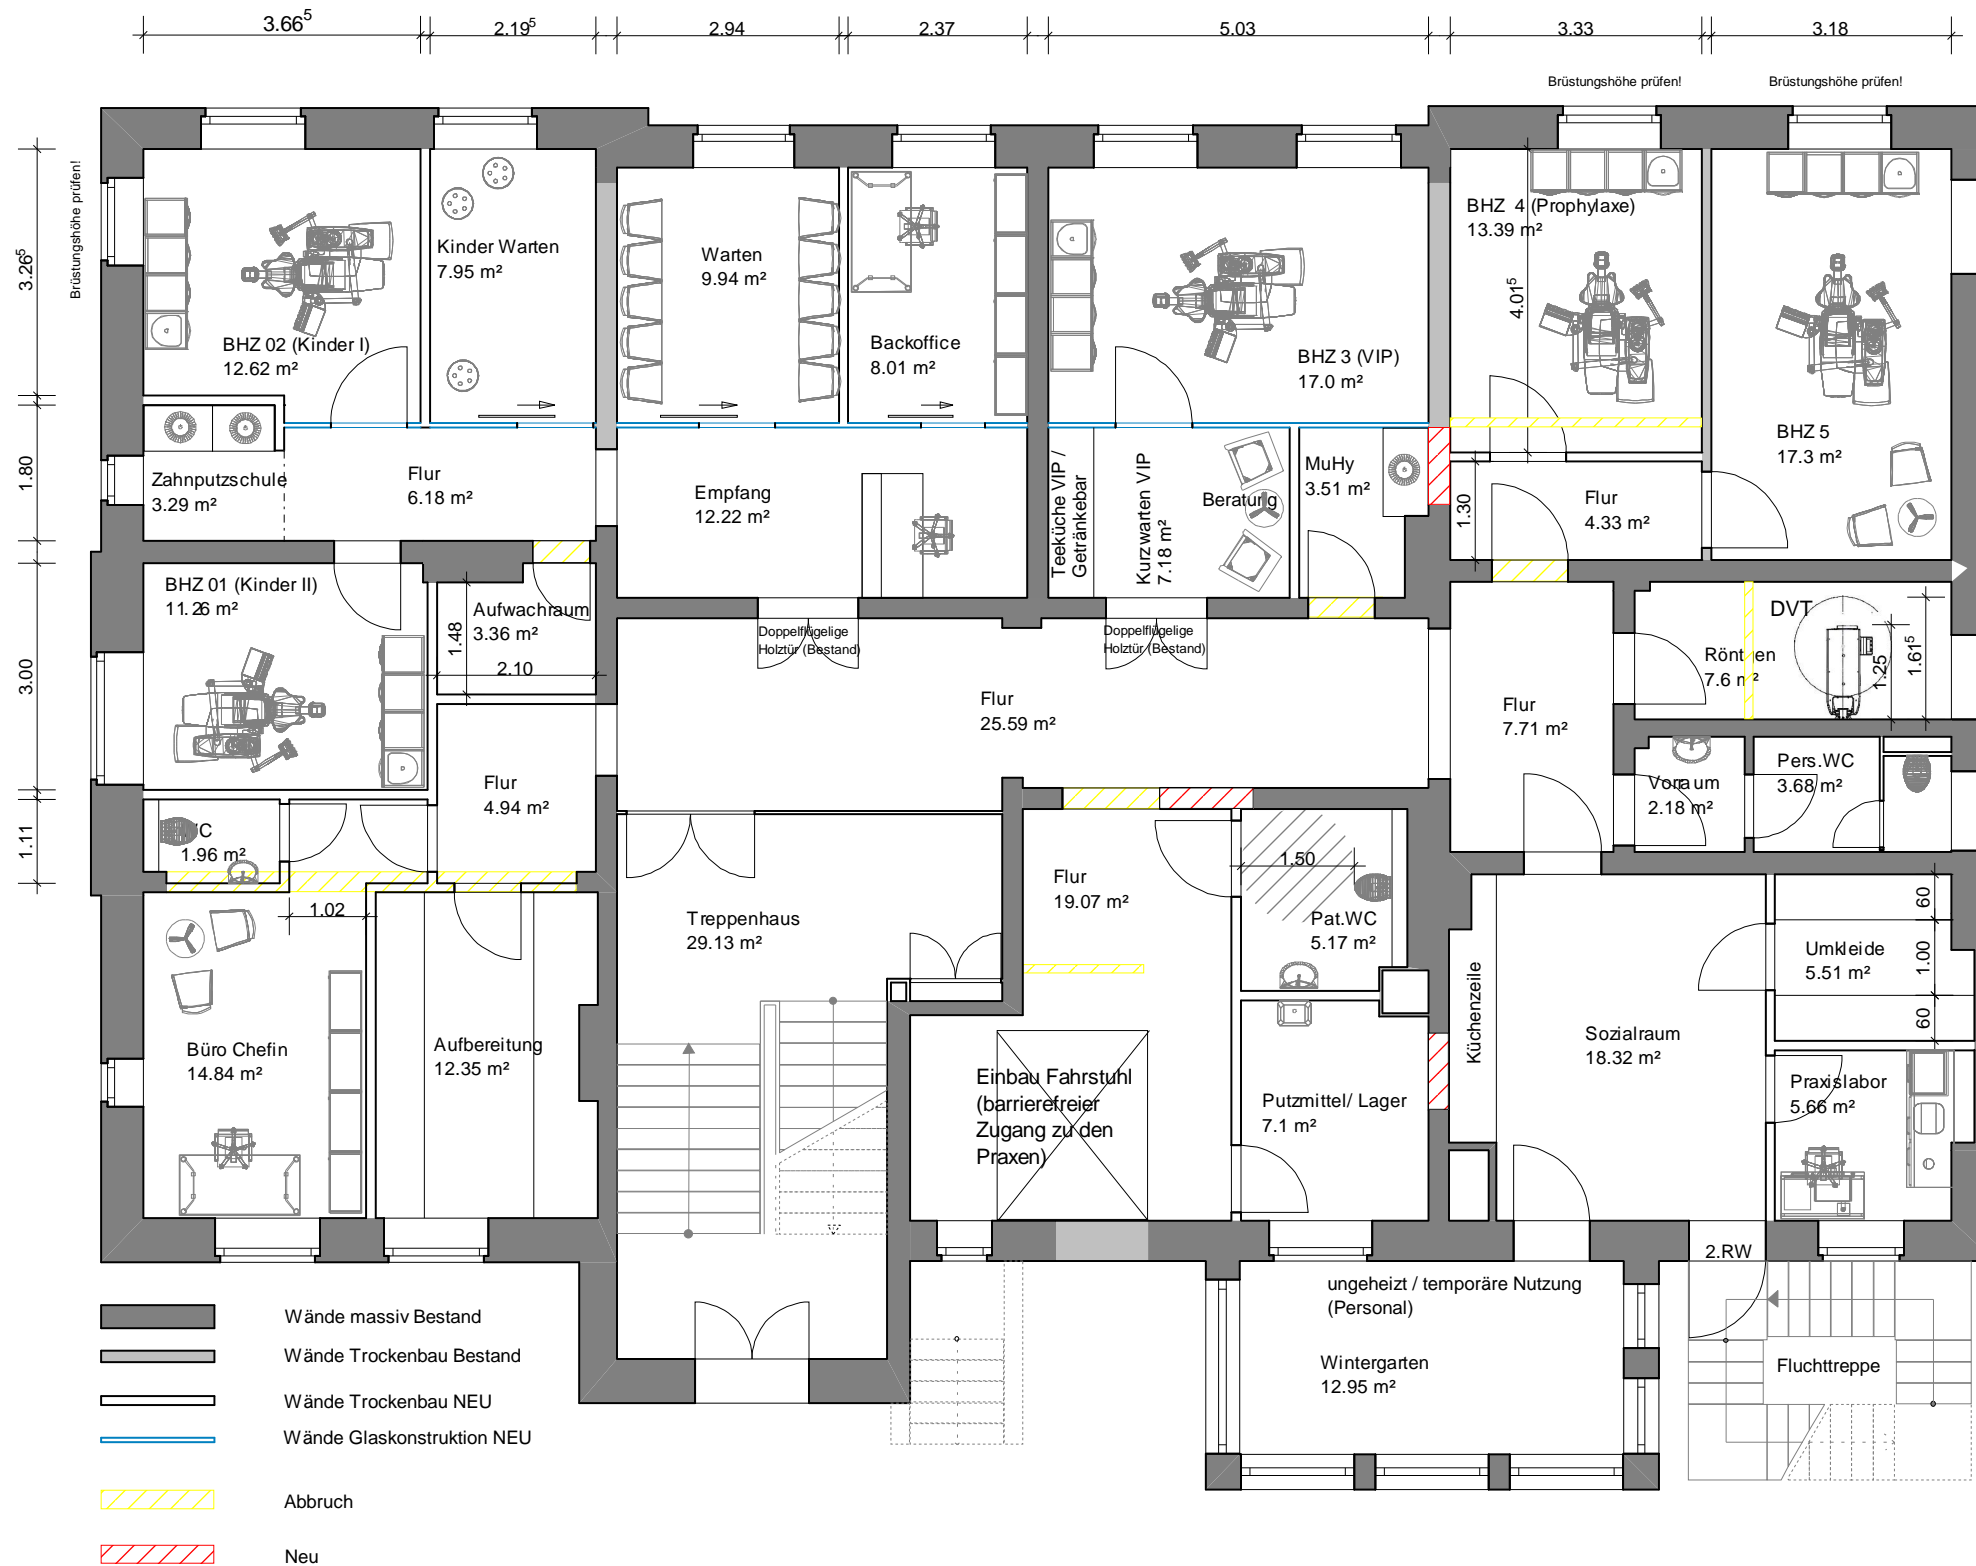 3.66⁵
2.19⁵
2.94
2.37
5.03
3.33
3.18
Brüstungshöhe prüfen!
Brüstungshöhe prüfen!
Brüstungshöhe prüfen!
3.26⁵
1.80
3.00
1.11
BHZ 02 (Kinder I)
12.62 m²
Kinder Warten
7.95 m²
Warten
9.94 m²
Backoffice
8.01 m²
BHZ 3 (VIP)
17.0 m²
BHZ 4 (Prophylaxe)
13.39 m²
4.01⁵
BHZ 5
17.3 m²
Zahnputzschule
3.29 m²
Flur
6.18 m²
Empfang
12.22 m²
Teeküche VIP /
Getränkebar
Kurzwarten VIP
7.18 m²
Beratung
MuHy
3.51 m²
1.30
Flur
4.33 m²
BHZ 01 (Kinder II)
11.26 m²
Aufwachraum
3.36 m²
1.48
2.10
Doppelflügelige
Holztür (Bestand)
Doppelflügelige
Holztür (Bestand)
Flur
25.59 m²
Flur
7.71 m²
DVT
Röntgen
7.6 m²
1.25
1.61⁵
Flur
4.94 m²
WC
1.96 m²
Vorraum
2.18 m²
Pers.WC
3.68 m²
1.02
Treppenhaus
29.13 m²
Flur
19.07 m²
1.50
Pat.WC
5.17 m²
Umkleide
5.51 m²
60
1.00
60
Büro Chefin
14.84 m²
Aufbereitung
12.35 m²
Einbau Fahrstuhl
(barrierefreier
Zugang zu den
Praxen)
Putzmittel/ Lager
7.1 m²
Küchenzeile
Sozialraum
18.32 m²
Praxislabor
5.66 m²
2.RW
ungeheizt / temporäre Nutzung
(Personal)
Wintergarten
12.95 m²
Fluchttreppe
Wände massiv Bestand
Wände Trockenbau Bestand
Wände Trockenbau NEU
Wände Glaskonstruktion NEU
Abbruch
Neu